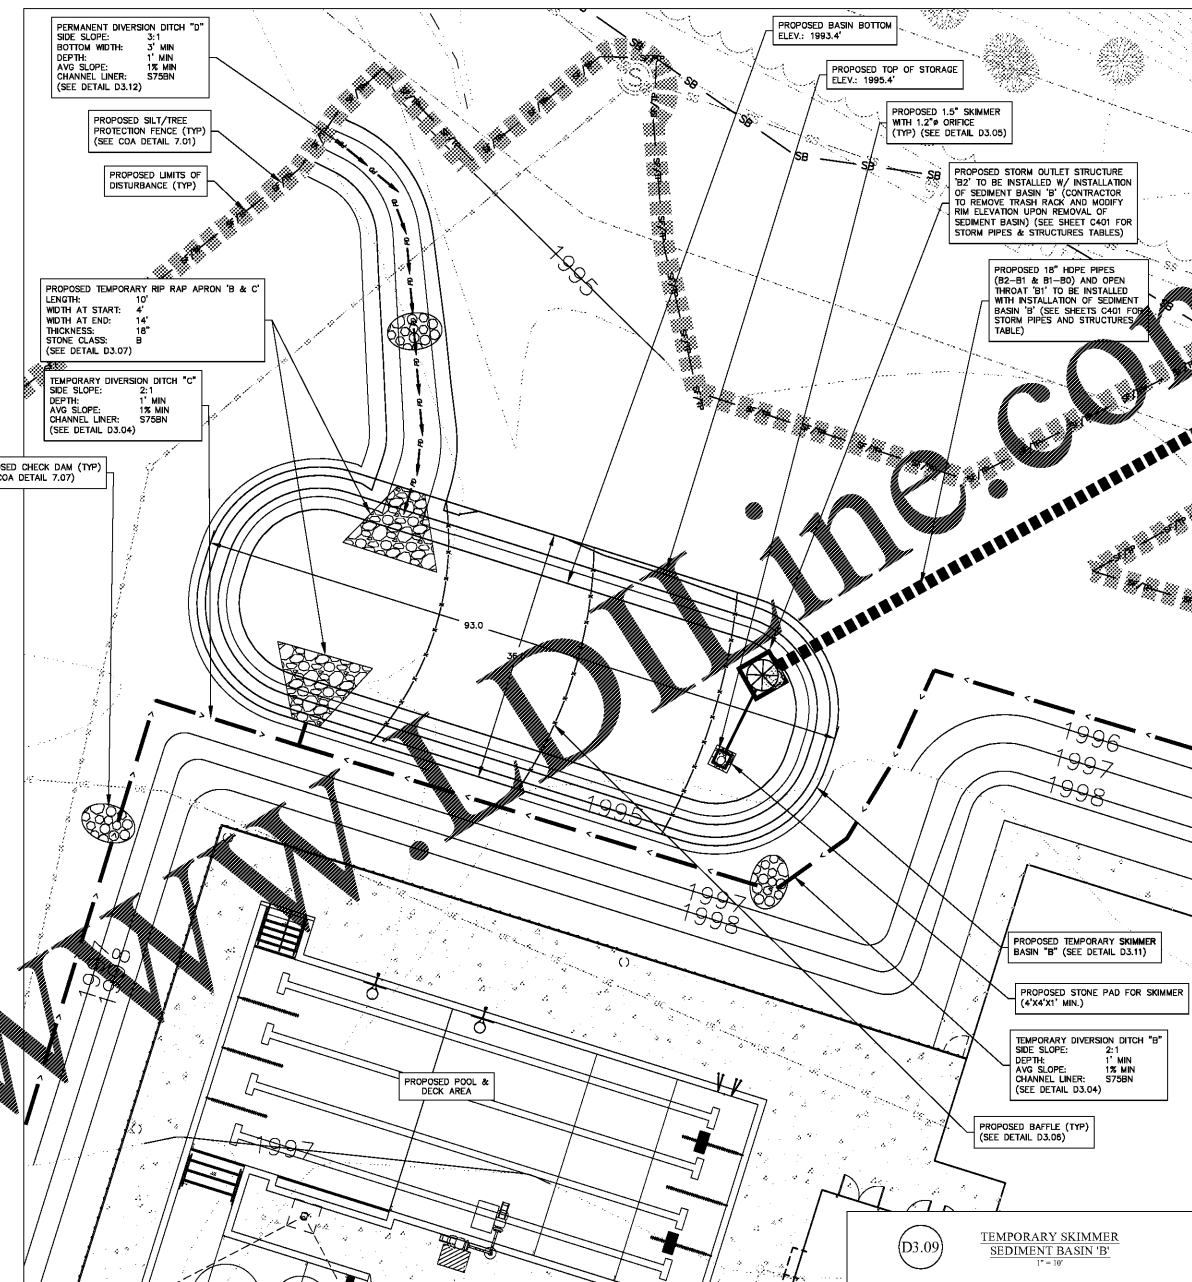 PERMANENT DIVERSION DITCH "D"
SIDE SLOPE: 3:1
BOTTOM WIDTH: 3' MIN
DEPTH: 1' MIN
AVG SLOPE: 1% MIN
CHANNEL LINER: S75BN
(SEE DETAIL D3.12)
PROPOSED SILT/TREE
PROTECTION FENCE (TYP)
(SEE COA DETAIL 7.01)
PROPOSED LIMITS OF
DISTURBANCE (TYP)
PROPOSED TEMPORARY RIP RAP APRON 'B & C'
LENGTH: 10'
WIDTH AT START: 4'
WIDTH AT END: 14'
THICKNESS: 18"
STONE CLASS: B
(SEE DETAIL D3.07)
TEMPORARY DIVERSION DITCH "C"
SIDE SLOPE: 2:1
DEPTH: 1' MIN
AVG SLOPE: 1% MIN
CHANNEL LINER: S75BN
(SEE DETAIL D3.04)
SED CHECK DAM (TYP)
COA DETAIL 7.07)
PROPOSED BASIN BOTTOM
ELEV.: 1993.4'
PROPOSED TOP OF STORAGE
ELEV.: 1995.4'
PROPOSED 1.5" SKIMMER
WITH 1.2"ø ORIFICE
(TYP) (SEE DETAIL D3.05)
PROPOSED STORM OUTLET STRUCTURE
'B2' TO BE INSTALLED W/ INSTALLATION
OF SEDIMENT BASIN 'B' (CONTRACTOR
TO REMOVE TRASH RACK AND MODIFY
RIM ELEVATION UPON REMOVAL OF
SEDIMENT BASIN) (SEE SHEET C401 FOR
STORM PIPES & STRUCTURES TABLES)
PROPOSED 18" HDPE PIPES
(B2-B1 & B1-B0) AND OPEN
THROAT 'B1' TO BE INSTALLED
WITH INSTALLATION OF SEDIMENT
BASIN 'B' (SEE SHEETS C401 FOR
STORM PIPES AND STRUCTURES
TABLE)
SB
SB
SB
SB
SB
SB
SB
S
SS
SS
1995
93.0
36.
www.LDIline.com
1995
1996
1997
1998
1997
1998
1997
PROPOSED TEMPORARY SKIMMER
BASIN "B" (SEE DETAIL D3.11)
PROPOSED STONE PAD FOR SKIMMER
(4'X4'X1' MIN.)
TEMPORARY DIVERSION DITCH "B"
SIDE SLOPE: 2:1
DEPTH: 1' MIN
AVG SLOPE: 1% MIN
CHANNEL LINER: S75BN
(SEE DETAIL D3.04)
PROPOSED BAFFLE (TYP)
(SEE DETAIL D3.06)
PROPOSED POOL &
DECK AREA
D3.09
TEMPORARY SKIMMER
SEDIMENT BASIN 'B'
1" = 10'